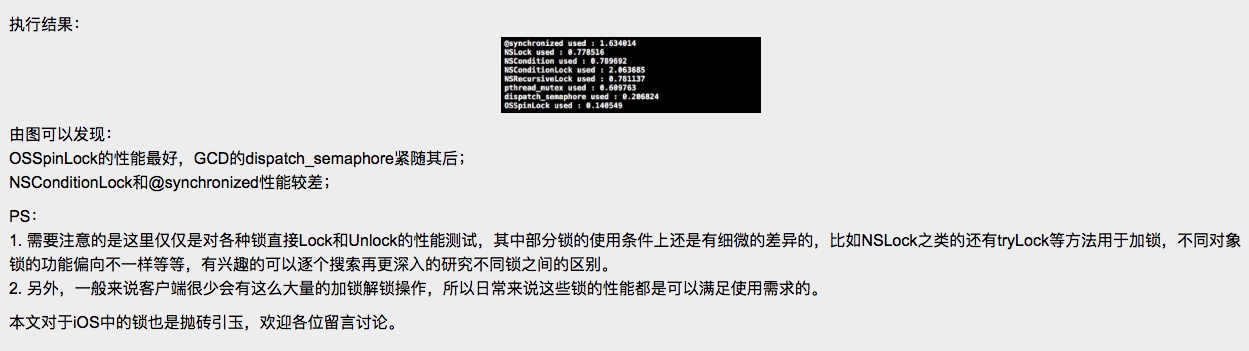 执行结果：
@synchronized used : 1.634014
NSLock used : 0.778516
NSCondition used : 0.789692
NSConditionLock used : 2.063685
NSRecursiveLock used : 0.781137
pthread_mutex used : 0.609763
dispatch_semaphore used : 0.206824
OSSpinLock used : 0.140549
由图可以发现：
OSSpinLock的性能最好，GCD的dispatch_semaphore紧随其后；
NSConditionLock和@synchronized性能较差；
PS：
1. 需要注意的是这里仅仅是对各种锁直接Lock和Unlock的性能测试，其中部分锁的使用条件上还是有细微的差异的，比如NSLock之类的还有tryLock等方法用于加锁，不同对象
锁的功能偏向不一样等等，有兴趣的可以逐个搜索再更深入的研究不同锁之间的区别。
2. 另外，一般来说客户端很少会有这么大量的加锁解锁操作，所以日常来说这些锁的性能都是可以满足使用需求的。
本文对于iOS中的锁也是抛砖引玉，欢迎各位留言讨论。